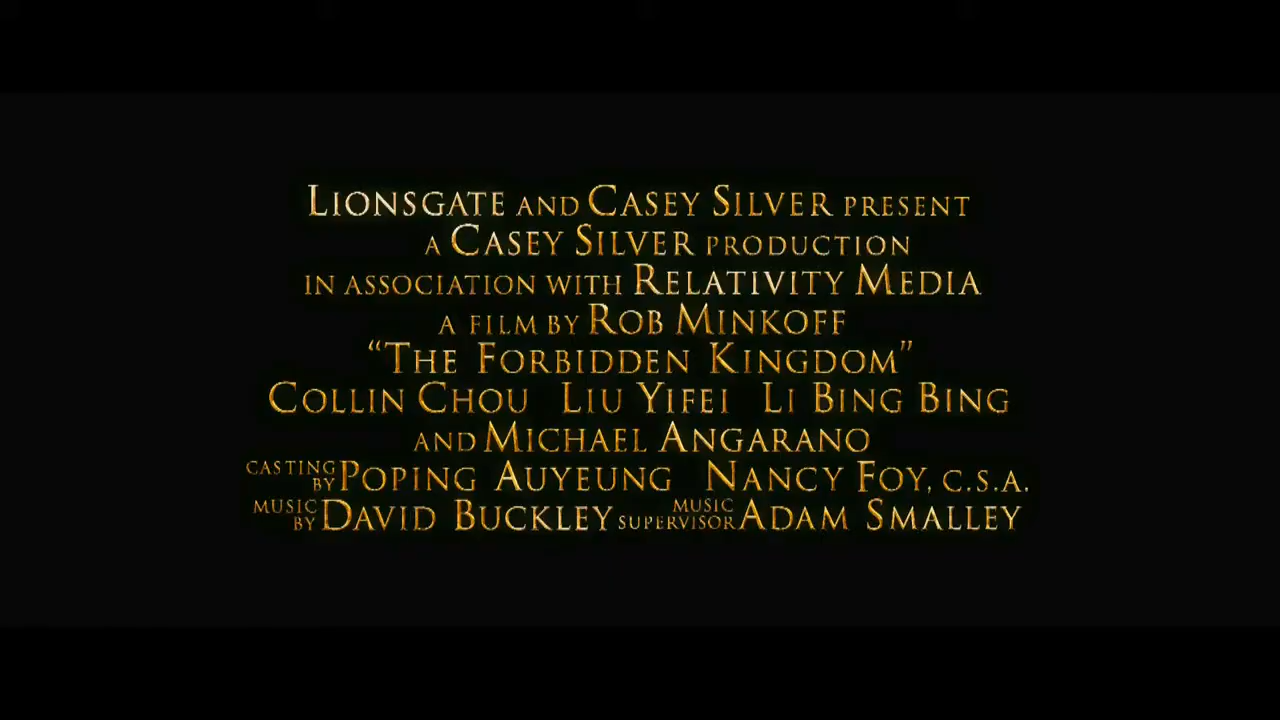 LIONSGATE AND CASEY SILVER PRESENT
A CASEY SILVER PRODUCTION
IN ASSOCIATION WITH RELATIVITY MEDIA
A FILM BY ROB MINKOFF
“THE FORBIDDEN KINGDOM”
COLLIN CHOU LIU YIFEI LI BING BING
AND MICHAEL ANGARANO
CASTING BY POPING AUYEUNG NANCY FOY, C.S.A.
MUSIC BY DAVID BUCKLEY MUSIC SUPERVISOR ADAM SMALLEY